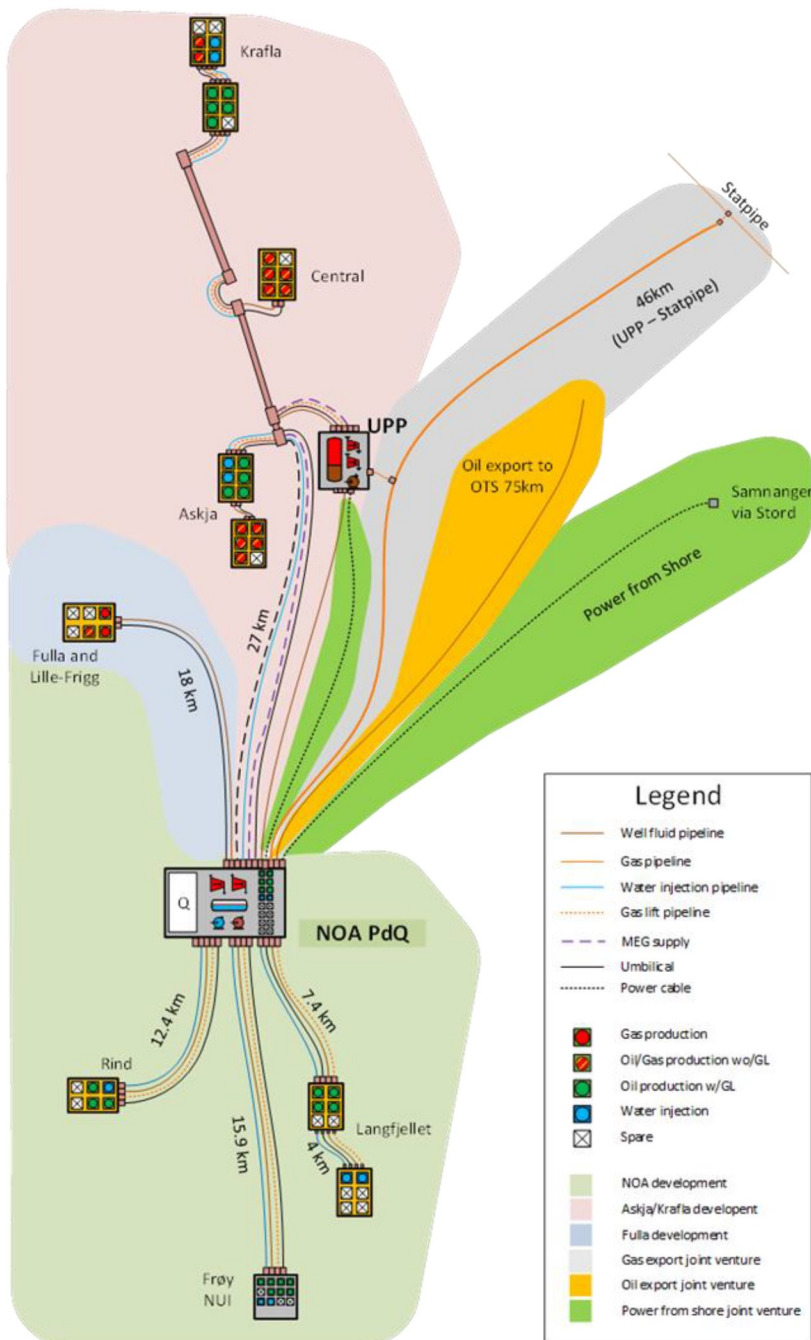 Krafla
Statpipe
Central
46km
(UPP – Statpipe)
UPP
Oil export to
OTS 75km
Samnanger
via Stord
Askja
Power from Shore
27 km
Fulla and
Lille-Frigg
18 km
Q
NOA PdQ
12.4 km
7.4 km
Rind
15.9 km
Langfjellet
4 km
Frøy
NUI
Legend
Well fluid pipeline
Gas pipeline
Water injection pipeline
Gas lift pipeline
MEG supply
Umbilical
Power cable
Gas production
Oil/Gas production wo/GL
Oil production w/GL
Water injection
Spare
NOA development
Askja/Krafla developent
Fulla development
Gas export joint venture
Oil export joint venture
Power from shore joint venture